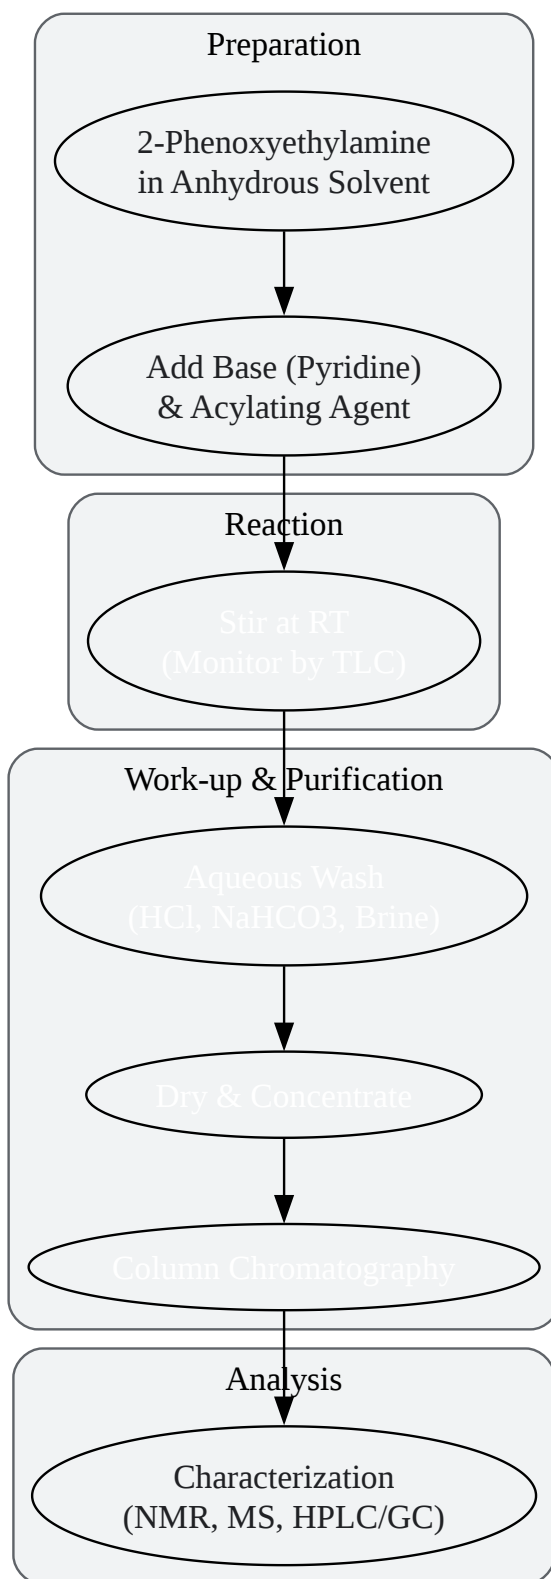 Preparation
2-Phenoxyethylamine
in Anhydrous Solvent
Add Base (Pyridine)
& Acylating Agent
Reaction
Stir at RT
(Monitor by TLC)
Work-up & Purification
Aqueous Wash
(HCl, NaHCO3, Brine)
Dry & Concentrate
Column Chromatography
Analysis
Characterization
(NMR, MS, HPLC/GC)